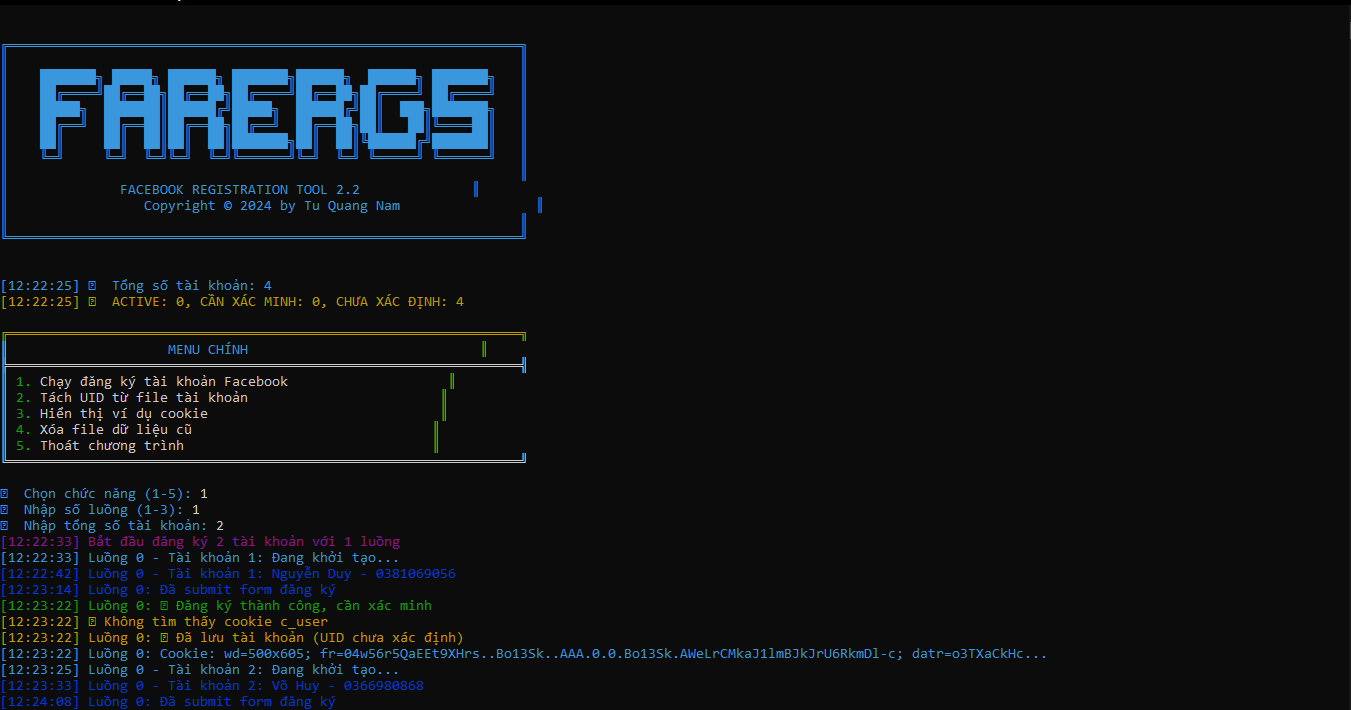 FARERGS
FACEBOOK REGISTRATION TOOL 2.2
Copyright © 2024 by Tu Quang Nam
[12:22:25] Tổng số tài khoản: 4
[12:22:25] ACTIVE: 0, CẦN XÁC MINH: 0, CHƯA XÁC ĐỊNH: 4
MENU CHÍNH
1. Chạy đăng ký tài khoản Facebook
2. Tách UID từ file tài khoản
3. Hiển thị ví dụ cookie
4. Xóa file dữ liệu cũ
5. Thoát chương trình
Chọn chức năng (1-5): 1
Nhập số luồng (1-3): 1
Nhập tổng số tài khoản: 2
[12:22:33] Bắt đầu đăng ký 2 tài khoản với 1 luồng
[12:22:33] Luồng 0 - Tài khoản 1: Đang khởi tạo...
[12:22:42] Luồng 0 - Tài khoản 1: Nguyễn Duy - 0381069056
[12:23:14] Luồng 0: Đã submit form đăng ký
[12:23:22] Luồng 0: Đăng ký thành công, cần xác minh
[12:23:22] Không tìm thấy cookie c_user
[12:23:22] Luồng 0: Đã lưu tài khoản (UID chưa xác định)
[12:23:22] Luồng 0: Cookie: wd=500x605; fr=04w56r5QaEEt9XHrs..Bo13Sk..AAA.0.0.Bo13Sk.AWeLrCMkaJ1lmBJkJrU6RkmDl-c; datr=o3TXaCkHc...
[12:23:25] Luồng 0 - Tài khoản 2: Đang khởi tạo...
[12:23:33] Luồng 0 - Tài khoản 2: Võ Huy - 0366980868
[12:24:08] Luồng 0: Đã submit form đăng ký